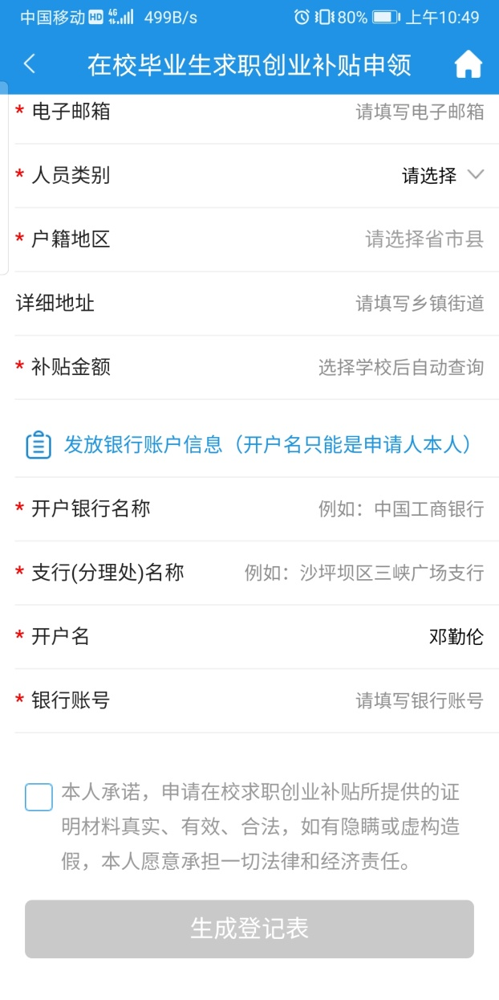 中国移动 HD 4G 499B/s 80% 上午10:49
在校毕业生求职创业补贴申领
* 电子邮箱 请填写电子邮箱
* 人员类别 请选择
* 户籍地区 请选择省市县
详细地址 请填写乡镇街道
* 补贴金额 选择学校后自动查询
发放银行账户信息（开户名只能是申请人本人）
* 开户银行名称 例如：中国工商银行
* 支行(分理处)名称 例如：沙坪坝区三峡广场支行
* 开户名 邓勤伦
* 银行账号 请填写银行账号
本人承诺，申请在校求职创业补贴所提供的证
明材料真实、有效、合法，如有隐瞒或虚构造
假，本人愿意承担一切法律和经济责任。
生成登记表